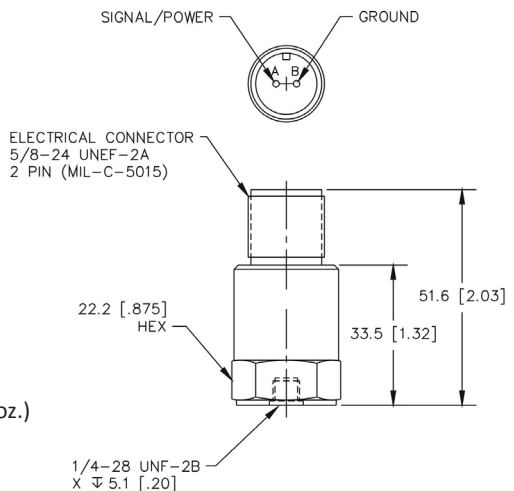 SIGNAL/POWER
GROUND
A B
ELECTRICAL CONNECTOR
5/8-24 UNEF-2A
2 PIN (MIL-C-5015)
51.6 [2.03]
22.2 [.875]
HEX
33.5 [1.32]
oz.)
1/4-28 UNF-2B
X ↧ 5.1 [.20]